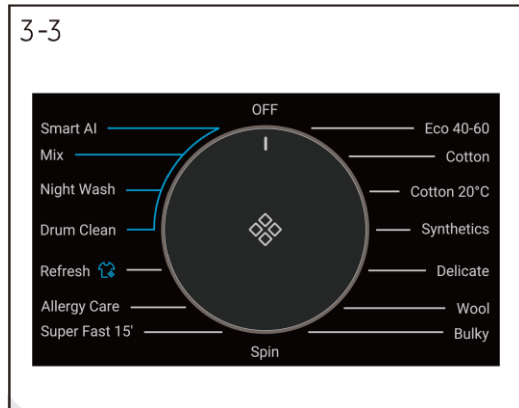 3-3
OFF
Smart AI
Mix
Night Wash
Drum Clean
Refresh
Allergy Care
Super Fast 15'
Spin
Eco 40-60
Cotton
Cotton 20°C
Synthetics
Delicate
Wool
Bulky